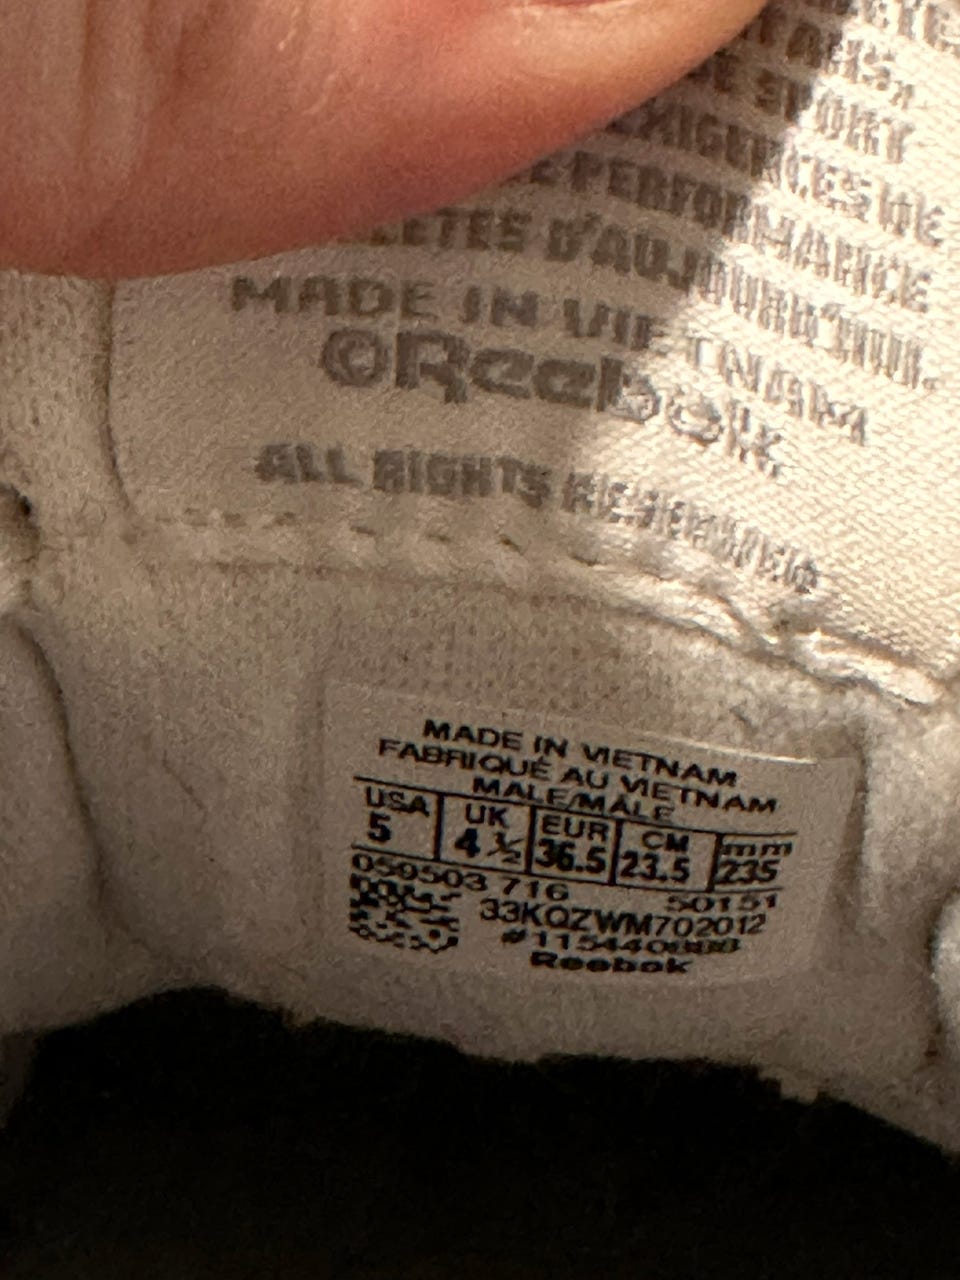 SPORT
EXIGENCES DE
PERFORMANCE
D'AUJOURD'HUI.
MADE IN VIETNAM
©Reebok
ALL RIGHTS RESERVED
MADE IN VIETNAM
FABRIQUÉ AU VIETNAM
MALE/MÂLE
USA UK EUR CM mm
5 4 ½ 36.5 23.5 235
059503 716 50151
33KQZWM702012
Reebok